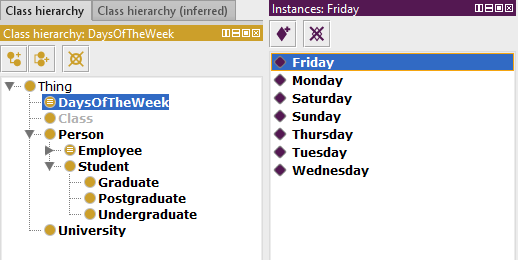 Class hierarchy
Class hierarchy (inferred)
Class hierarchy: DaysOfTheWeek
Thing
DaysOfTheWeek
Class
Person
Employee
Student
Graduate
Postgraduate
Undergraduate
University
Instances: Friday
Friday
Monday
Saturday
Sunday
Thursday
Tuesday
Wednesday